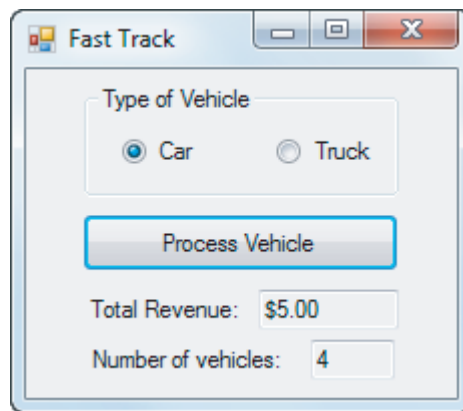 Fast Track
Type of Vehicle
Car Truck
Process Vehicle
Total Revenue: $5.00
Number of vehicles: 4